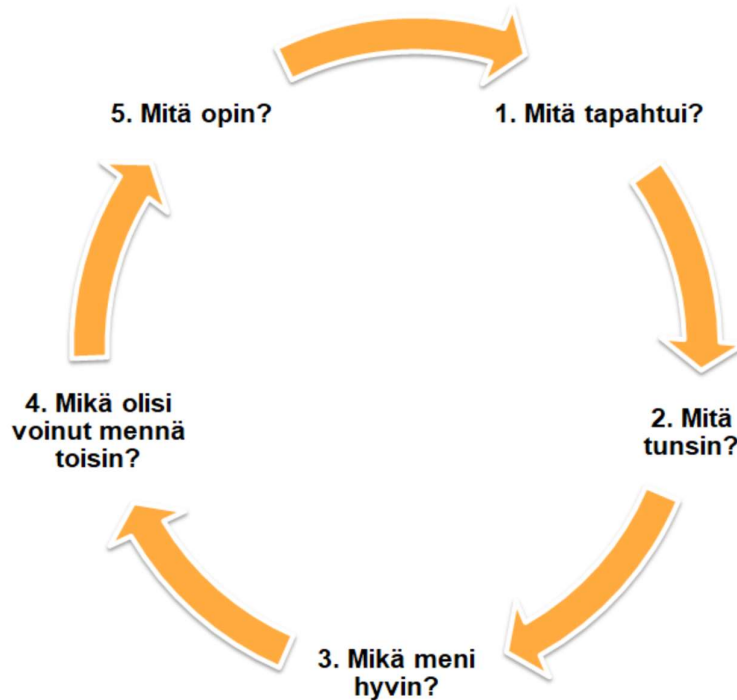 1. Mitä tapahtui?
2. Mitä
tunsin?
3. Mikä meni
hyvin?
4. Mikä olisi
voinut mennä
toisin?
5. Mitä opin?